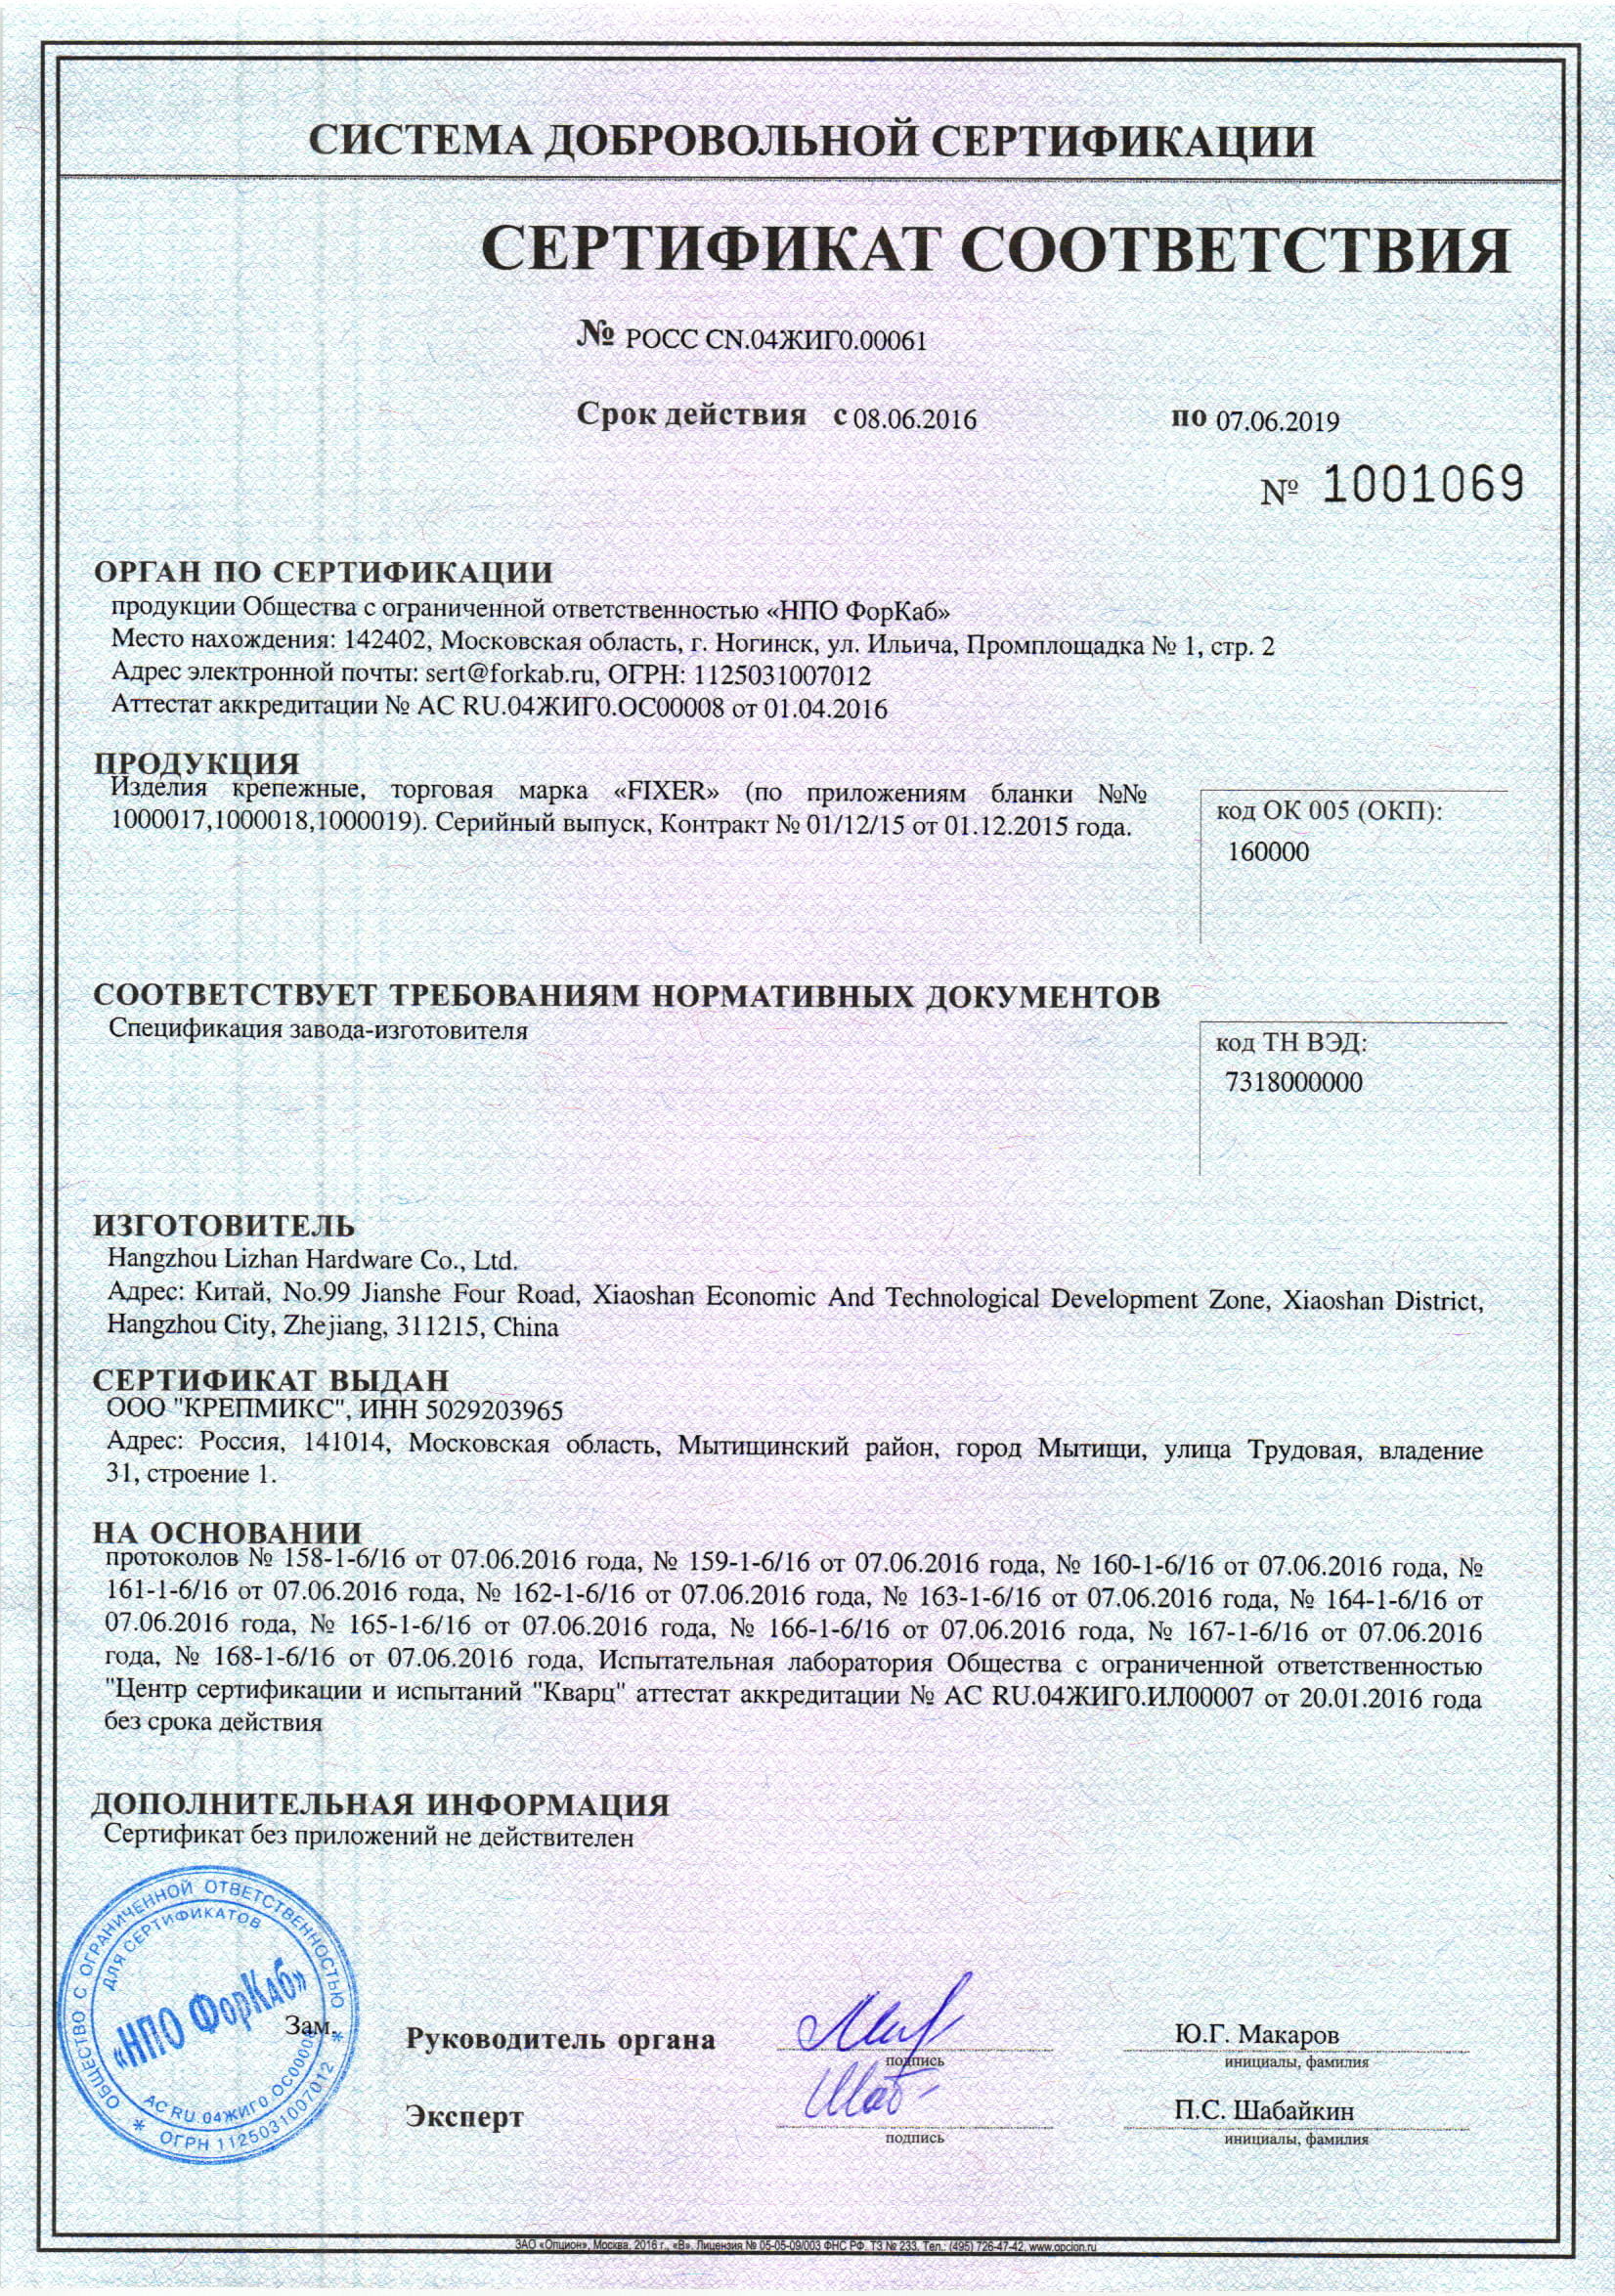 СИСТЕМА ДОБРОВОЛЬНОЙ СЕРТИФИКАЦИИ
СЕРТИФИКАТ СООТВЕТСТВИЯ
№ РОСС CN.04ЖИГ0.00061
Срок действия с 08.06.2016 по 07.06.2019
№ 1001069
ОРГАН ПО СЕРТИФИКАЦИИ
продукции Общества с ограниченной ответственностью «НПО ФорКаб»
Место нахождения: 142402, Московская область, г. Ногинск, ул. Ильича, Промплощадка № 1, стр. 2
Адрес электронной почты: sert@forkab.ru, ОГРН: 1125031007012
Аттестат аккредитации № АС RU.04ЖИГ0.ОС00008 от 01.04.2016
ПРОДУКЦИЯ
Изделия крепежные, торговая марка «FIXER» (по приложениям бланки №№
1000017,1000018,1000019). Серийный выпуск, Контракт № 01/12/15 от 01.12.2015 года.
код ОК 005 (ОКП):
160000
СООТВЕТСТВУЕТ ТРЕБОВАНИЯМ НОРМАТИВНЫХ ДОКУМЕНТОВ
Спецификация завода-изготовителя
код ТН ВЭД:
7318000000
ИЗГОТОВИТЕЛЬ
Hangzhou Lizhan Hardware Co., Ltd.
Адрес: Китай, No.99 Jianshe Four Road, Xiaoshan Economic And Technological Development Zone, Xiaoshan District,
Hangzhou City, Zhejiang, 311215, China
СЕРТИФИКАТ ВЫДАН
ООО "КРЕПМИКС", ИНН 5029203965
Адрес: Россия, 141014, Московская область, Мытищинский район, город Мытищи, улица Трудовая, владение
31, строение 1.
НА ОСНОВАНИИ
протоколов № 158-1-6/16 от 07.06.2016 года, № 159-1-6/16 от 07.06.2016 года, № 160-1-6/16 от 07.06.2016 года, №
161-1-6/16 от 07.06.2016 года, № 162-1-6/16 от 07.06.2016 года, № 163-1-6/16 от 07.06.2016 года, № 164-1-6/16 от
07.06.2016 года, № 165-1-6/16 от 07.06.2016 года, № 166-1-6/16 от 07.06.2016 года, № 167-1-6/16 от 07.06.2016
года, № 168-1-6/16 от 07.06.2016 года, Испытательная лаборатория Общества с ограниченной ответственностью
"Центр сертификации и испытаний "Кварц" аттестат аккредитации № АС RU.04ЖИГ0.ИЛ00007 от 20.01.2016 года
без срока действия
ДОПОЛНИТЕЛЬНАЯ ИНФОРМАЦИЯ
Сертификат без приложений не действителен
ОБЩЕСТВО С ОГРАНИЧЕННОЙ ОТВЕТСТВЕННОСТЬЮ
ДЛЯ СЕРТИФИКАТОВ
«НПО ФорКаб»
АС RU.04ЖИГ0.ОС00008
* ОГРН 1125031007012 *
Зам. Руководитель органа
подпись
Ю.Г. Макаров
инициалы, фамилия
Эксперт
подпись
П.С. Шабайкин
инициалы, фамилия
ЗАО «Опцион», Москва, 2016 г., «В». Лицензия № 05-05-09/003 ФНС РФ. ТЗ № 233. Тел.: (495) 726-47-42, www.opcion.ru